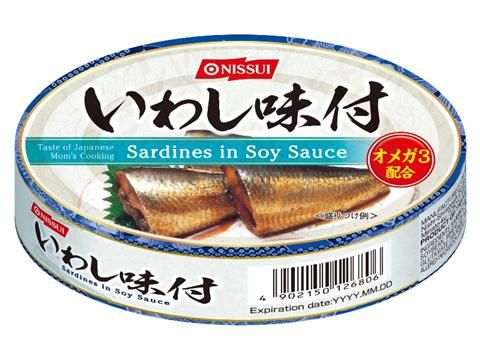 NISSUI
いわし味付
Taste of Japanese
Mom's Cooking
Sardines in Soy Sauce
オメガ3
配合
<盛りつけ例>
NISSUI
いわし味付
Sardines in Soy Sauce
4 902150 126806
Expiration date:YYYY.MM.DD